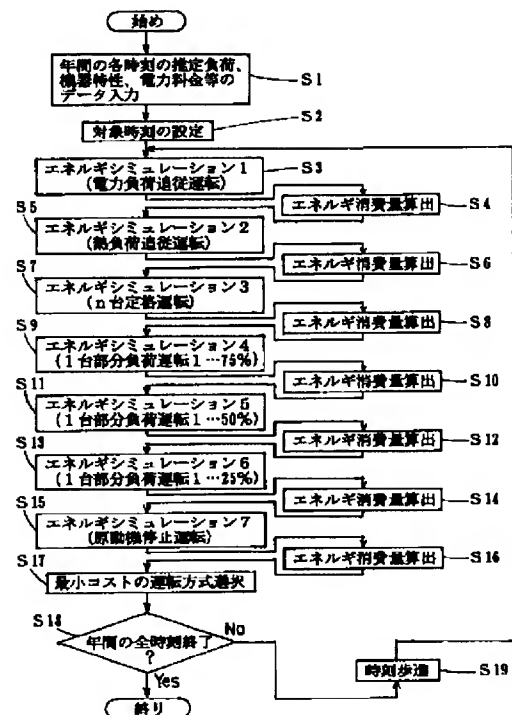 始め
年間の各時刻の推定負荷、
機器特性、電力料金等の
データ入力
S1
対象時刻の設定
S2
エネルギシミュレーション1
(電力負荷追従運転)
S3
エネルギ消費量算出
S4
S5
エネルギシミュレーション2
(熱負荷追従運転)
エネルギ消費量算出
S6
S7
エネルギシミュレーション3
(n台定格運転)
エネルギ消費量算出
S8
S9
エネルギシミュレーション4
(1台部分負荷運転1…75%)
エネルギ消費量算出
S10
S11
エネルギシミュレーション5
(1台部分負荷運転1…50%)
エネルギ消費量算出
S12
S13
エネルギシミュレーション6
(1台部分負荷運転1…25%)
エネルギ消費量算出
S14
S15
エネルギシミュレーション7
(原動機停止運転)
エネルギ消費量算出
S16
S17
最小コストの運転方式選択
S18
年間の全時刻終了
?
No
Yes
時刻歩進
S19
終り